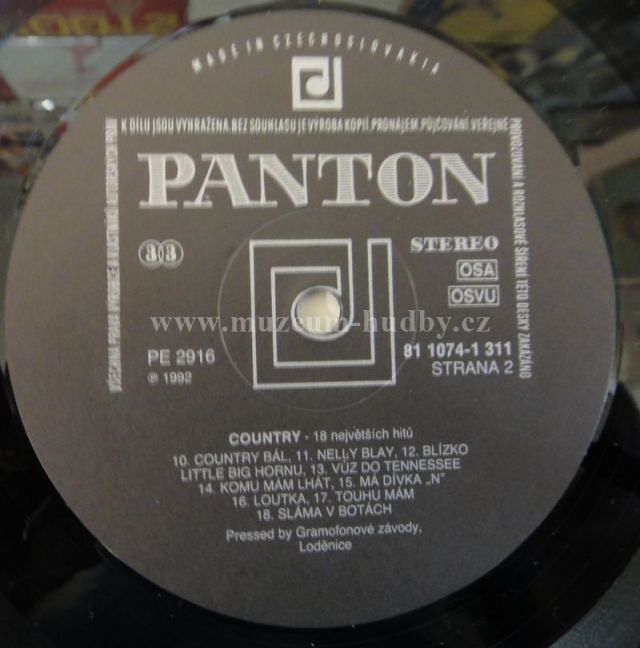 MADE IN CZECHOSLOVAKIA
K DÍLU JSOU VYHRAŽENA. BEZ SOUHLASU JE VÝROBA KOPIÍ, PRONÁJEM, PŮJČOVÁNÍ, VEŘEJNÉ
PROVOZOVÁNÍ A ROZHLASOVÉ ŠÍŘENÍ TÉTO DESKY ZAKÁZÁNO
VŠECHNA PRÁVA VÝROBCE A VLASTNÍKA
PANTON
33
STEREO
OSA
OSVU
www.muzeum-hudby.cz
PE 2916
℗ 1992
81 1074-1 311
STRANA 2
COUNTRY - 18 největších hitů
10. COUNTRY BÁL, 11. NELLY BLAY, 12. BLÍZKO
LITTLE BIG HORNU, 13. VŮZ DO TENNESSEE
14. KOMU MÁM LHÁT, 15. MÁ DÍVKA „N"
16. LOUTKA, 17. TOUHU MÁM
18. SLÁMA V BOTÁCH
Pressed by Gramofonové závody,
Loděnice